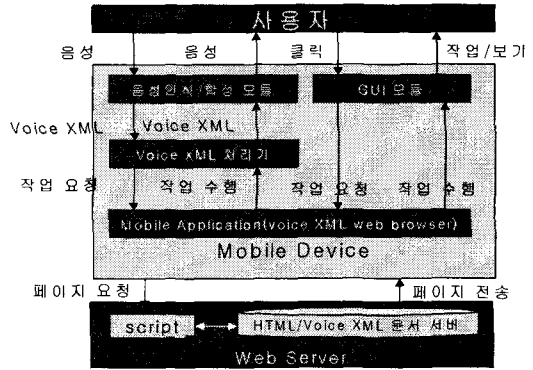 사용자
음성 음성 클릭 작업/보기
음성인식/합성 모듈 GUI 모듈
Voice XML Voice XML
Voice XML 처리기
작업 요청 작업 수행 작업 요청 작업 수행
Mobile Application(voice XML web browser)
Mobile Device
페이지 요청 페이지 전송
script HTML/Voice XML 문서 서버
Web Server